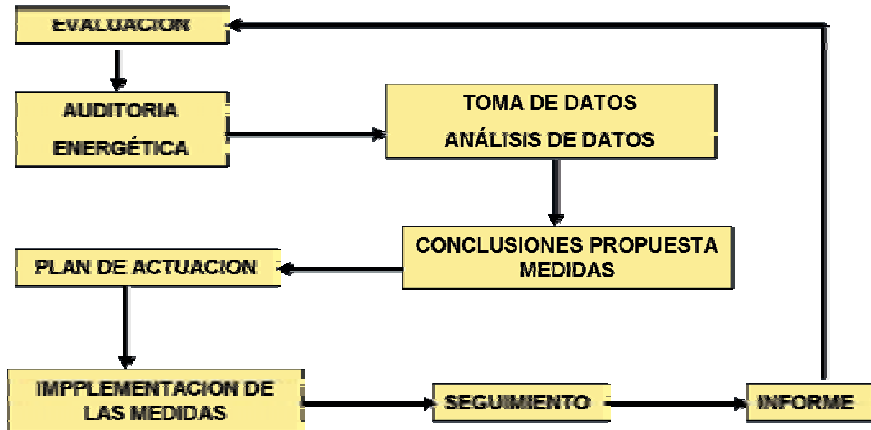 EVALUACION
AUDITORIA
ENERGÉTICA
TOMA DE DATOS
ANÁLISIS DE DATOS
CONCLUSIONES PROPUESTA
MEDIDAS
PLAN DE ACTUACION
IMPPLEMENTACION DE
LAS MEDIDAS
SEGUIMIENTO
INFORME